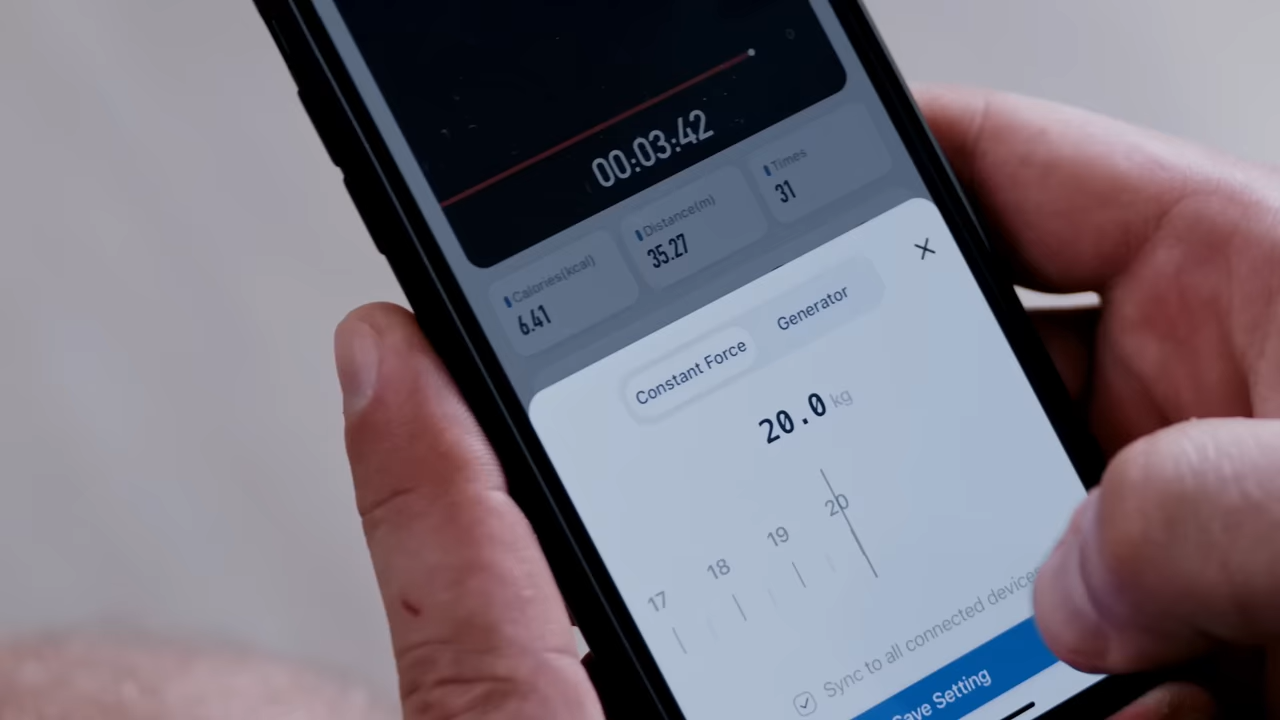 00:03:42
Calories(kcal)
6.41
Distance(m)
35.27
Times
31
Constant Force
Generator
20.0 kg
17
18
19
20
Sync to all connected devices
Save Setting